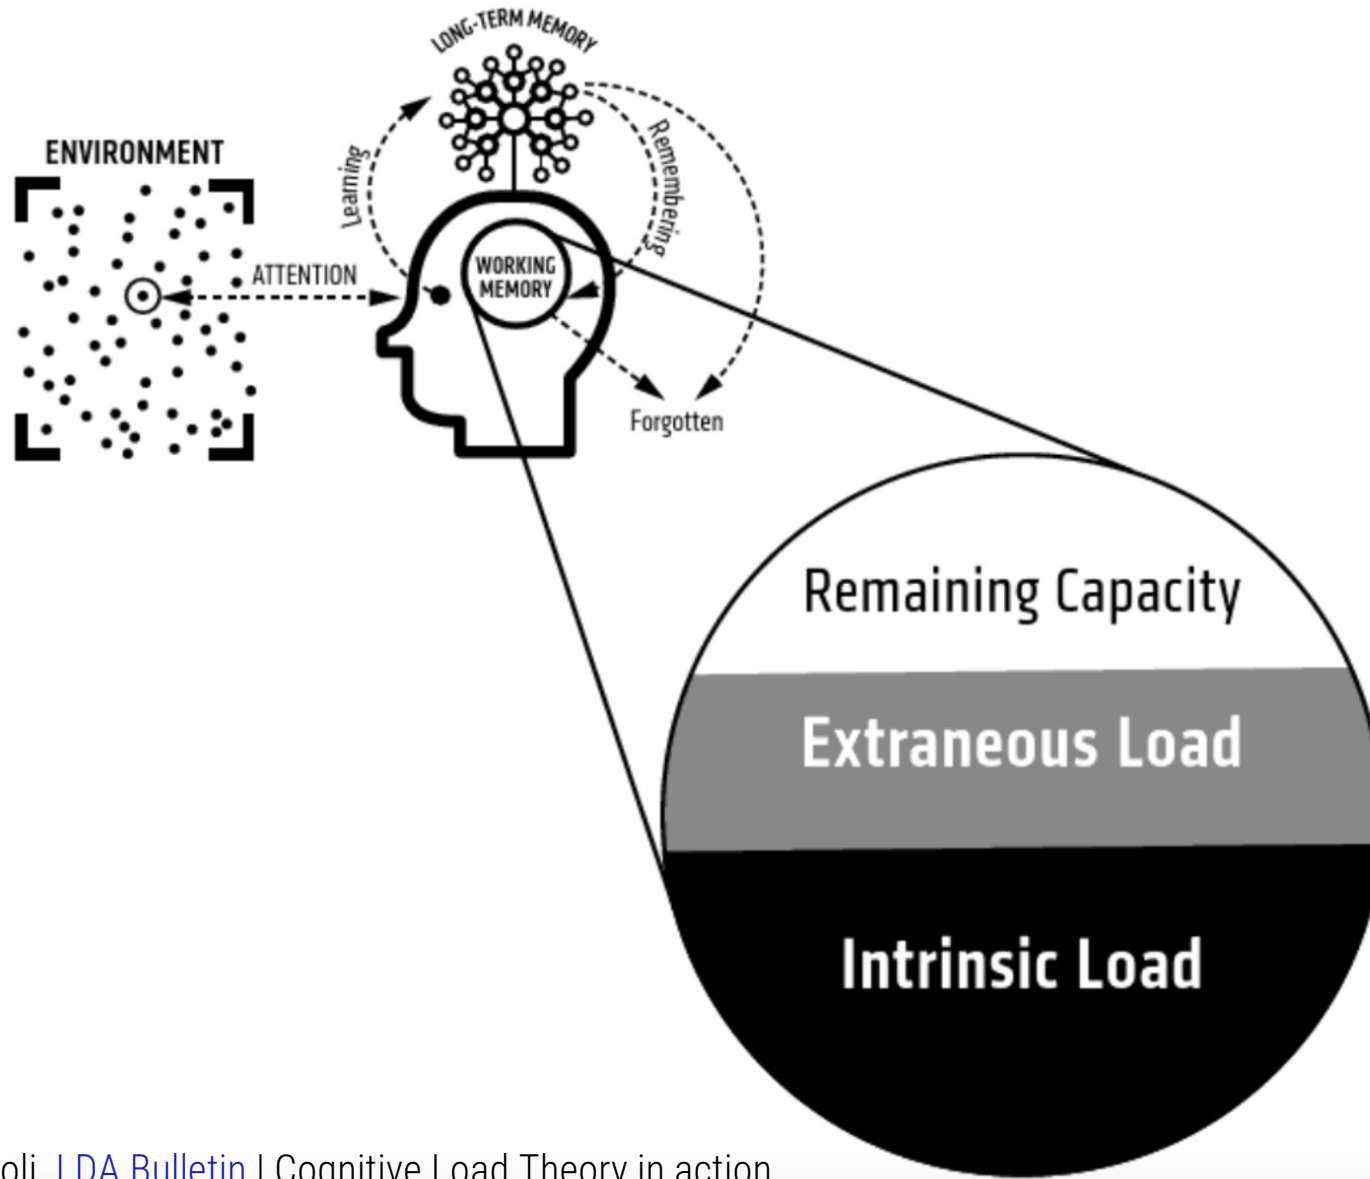 LONG-TERM MEMORY
ENVIRONMENT
Learning
Remembering
ATTENTION
WORKING
MEMORY
Forgotten
Remaining Capacity
Extraneous Load
Intrinsic Load
oli, LDA Bulletin | Cognitive Load Theory in action